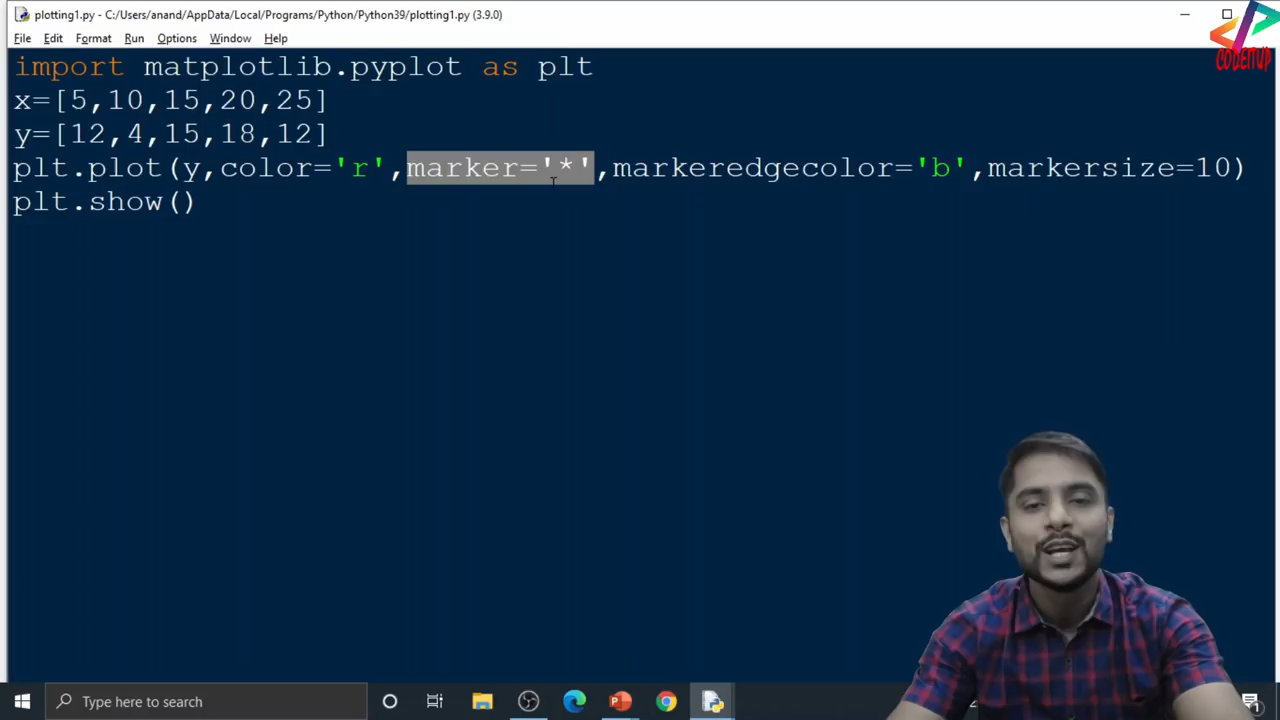 plotting1.py - C:/Users/anand/AppData/Local/Programs/Python/Python39/plotting1.py (3.9.0)
File Edit Format Run Options Window Help
CODEITUP
import matplotlib.pyplot as plt
x=[5,10,15,20,25]
y=[12,4,15,18,12]
plt.plot(y,color='r',marker='*',markeredgecolor='b',markersize=10)
plt.show()
Type here to search